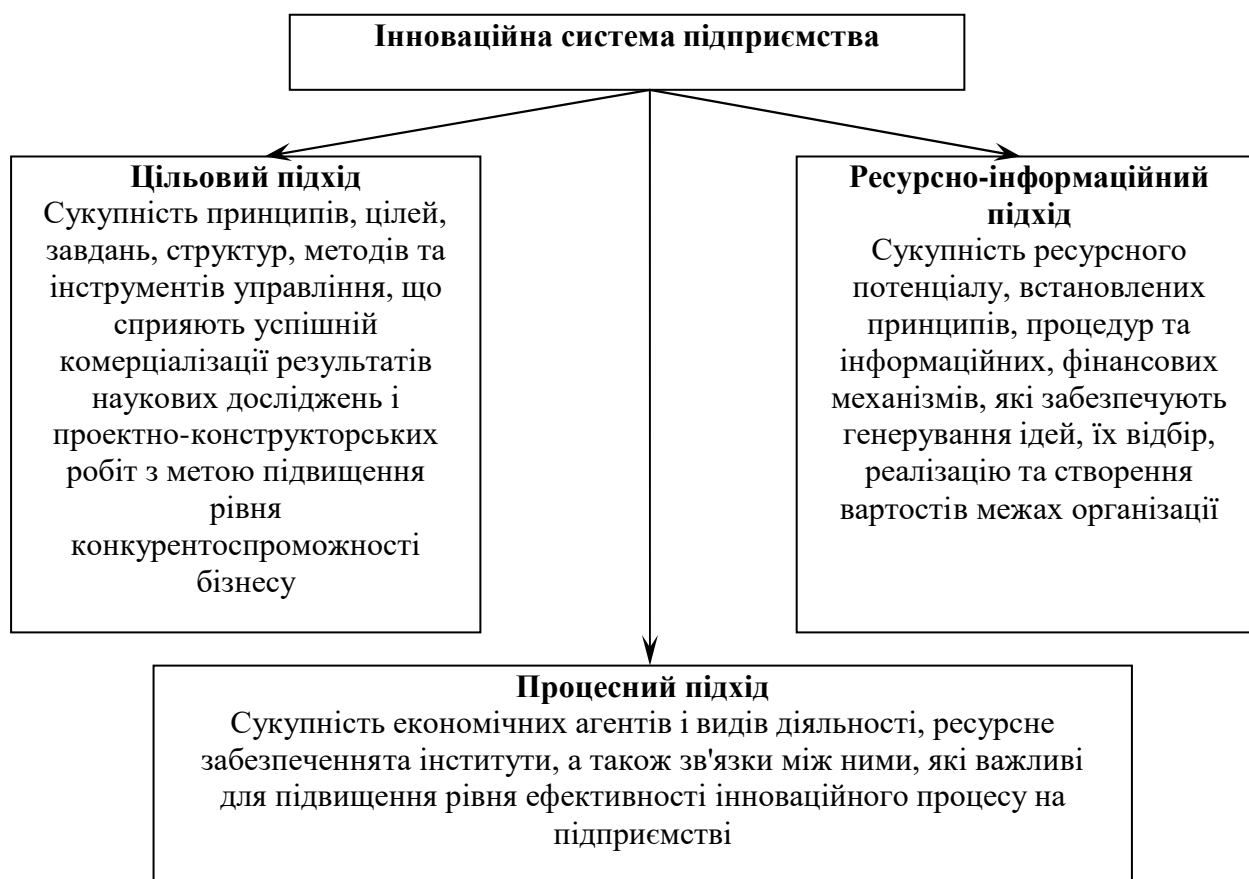 Інноваційна система підприємства
Цільовий підхід
Сукупність принципів, цілей,
завдань, структур, методів та
інструментів управління, що
сприяють успішній
комерціалізації результатів
наукових досліджень і
проектно-конструкторських
робіт з метою підвищення
рівня
конкурентоспроможності
бізнесу
Ресурсно-інформаційний
підхід
Сукупність ресурсного
потенціалу, встановлених
принципів, процедур та
інформаційних, фінансових
механізмів, які забезпечують
генерування ідей, їх відбір,
реалізацію та створення
вартостів межах організації
Процесний підхід
Сукупність економічних агентів і видів діяльності, ресурсне
забезпеченнята інститути, а також зв'язки між ними, які важливі
для підвищення рівня ефективності інноваційного процесу на
підприємстві